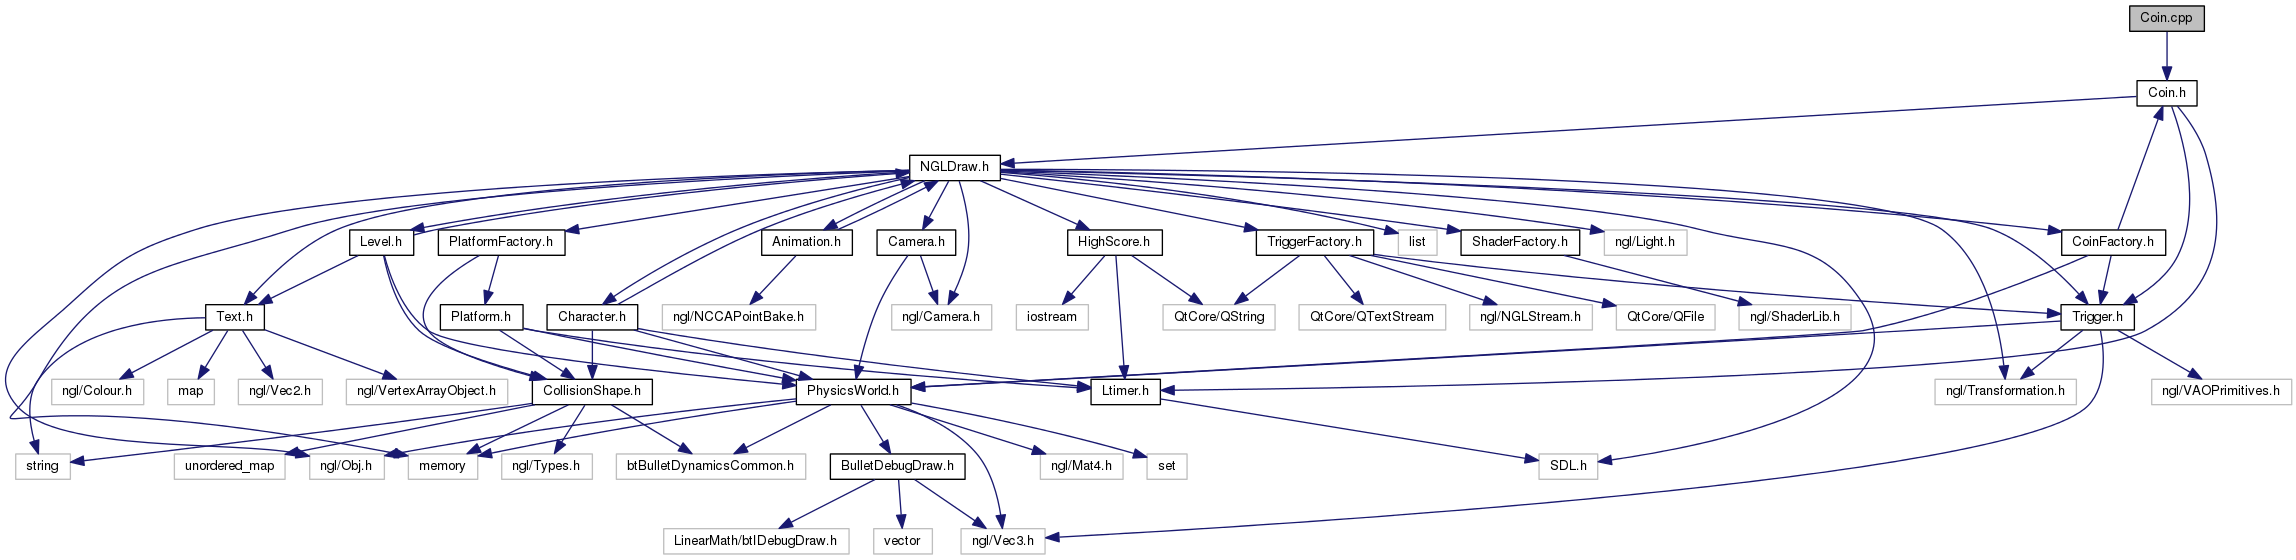 Coin.cpp
Coin.h
NGLDraw.h
Level.h
PlatformFactory.h
Animation.h
Camera.h
HighScore.h
TriggerFactory.h
list
ShaderFactory.h
ngl/Light.h
CoinFactory.h
Text.h
Platform.h
Character.h
ngl/NCCAPointBake.h
ngl/Camera.h
iostream
QtCore/QString
QtCore/QTextStream
ngl/NGLStream.h
QtCore/QFile
ngl/ShaderLib.h
Trigger.h
ngl/Colour.h
map
ngl/Vec2.h
ngl/VertexArrayObject.h
CollisionShape.h
PhysicsWorld.h
Ltimer.h
ngl/Transformation.h
ngl/VAOPrimitives.h
string
unordered_map
ngl/Obj.h
memory
ngl/Types.h
btBulletDynamicsCommon.h
BulletDebugDraw.h
ngl/Mat4.h
set
SDL.h
LinearMath/btIDebugDraw.h
vector
ngl/Vec3.h